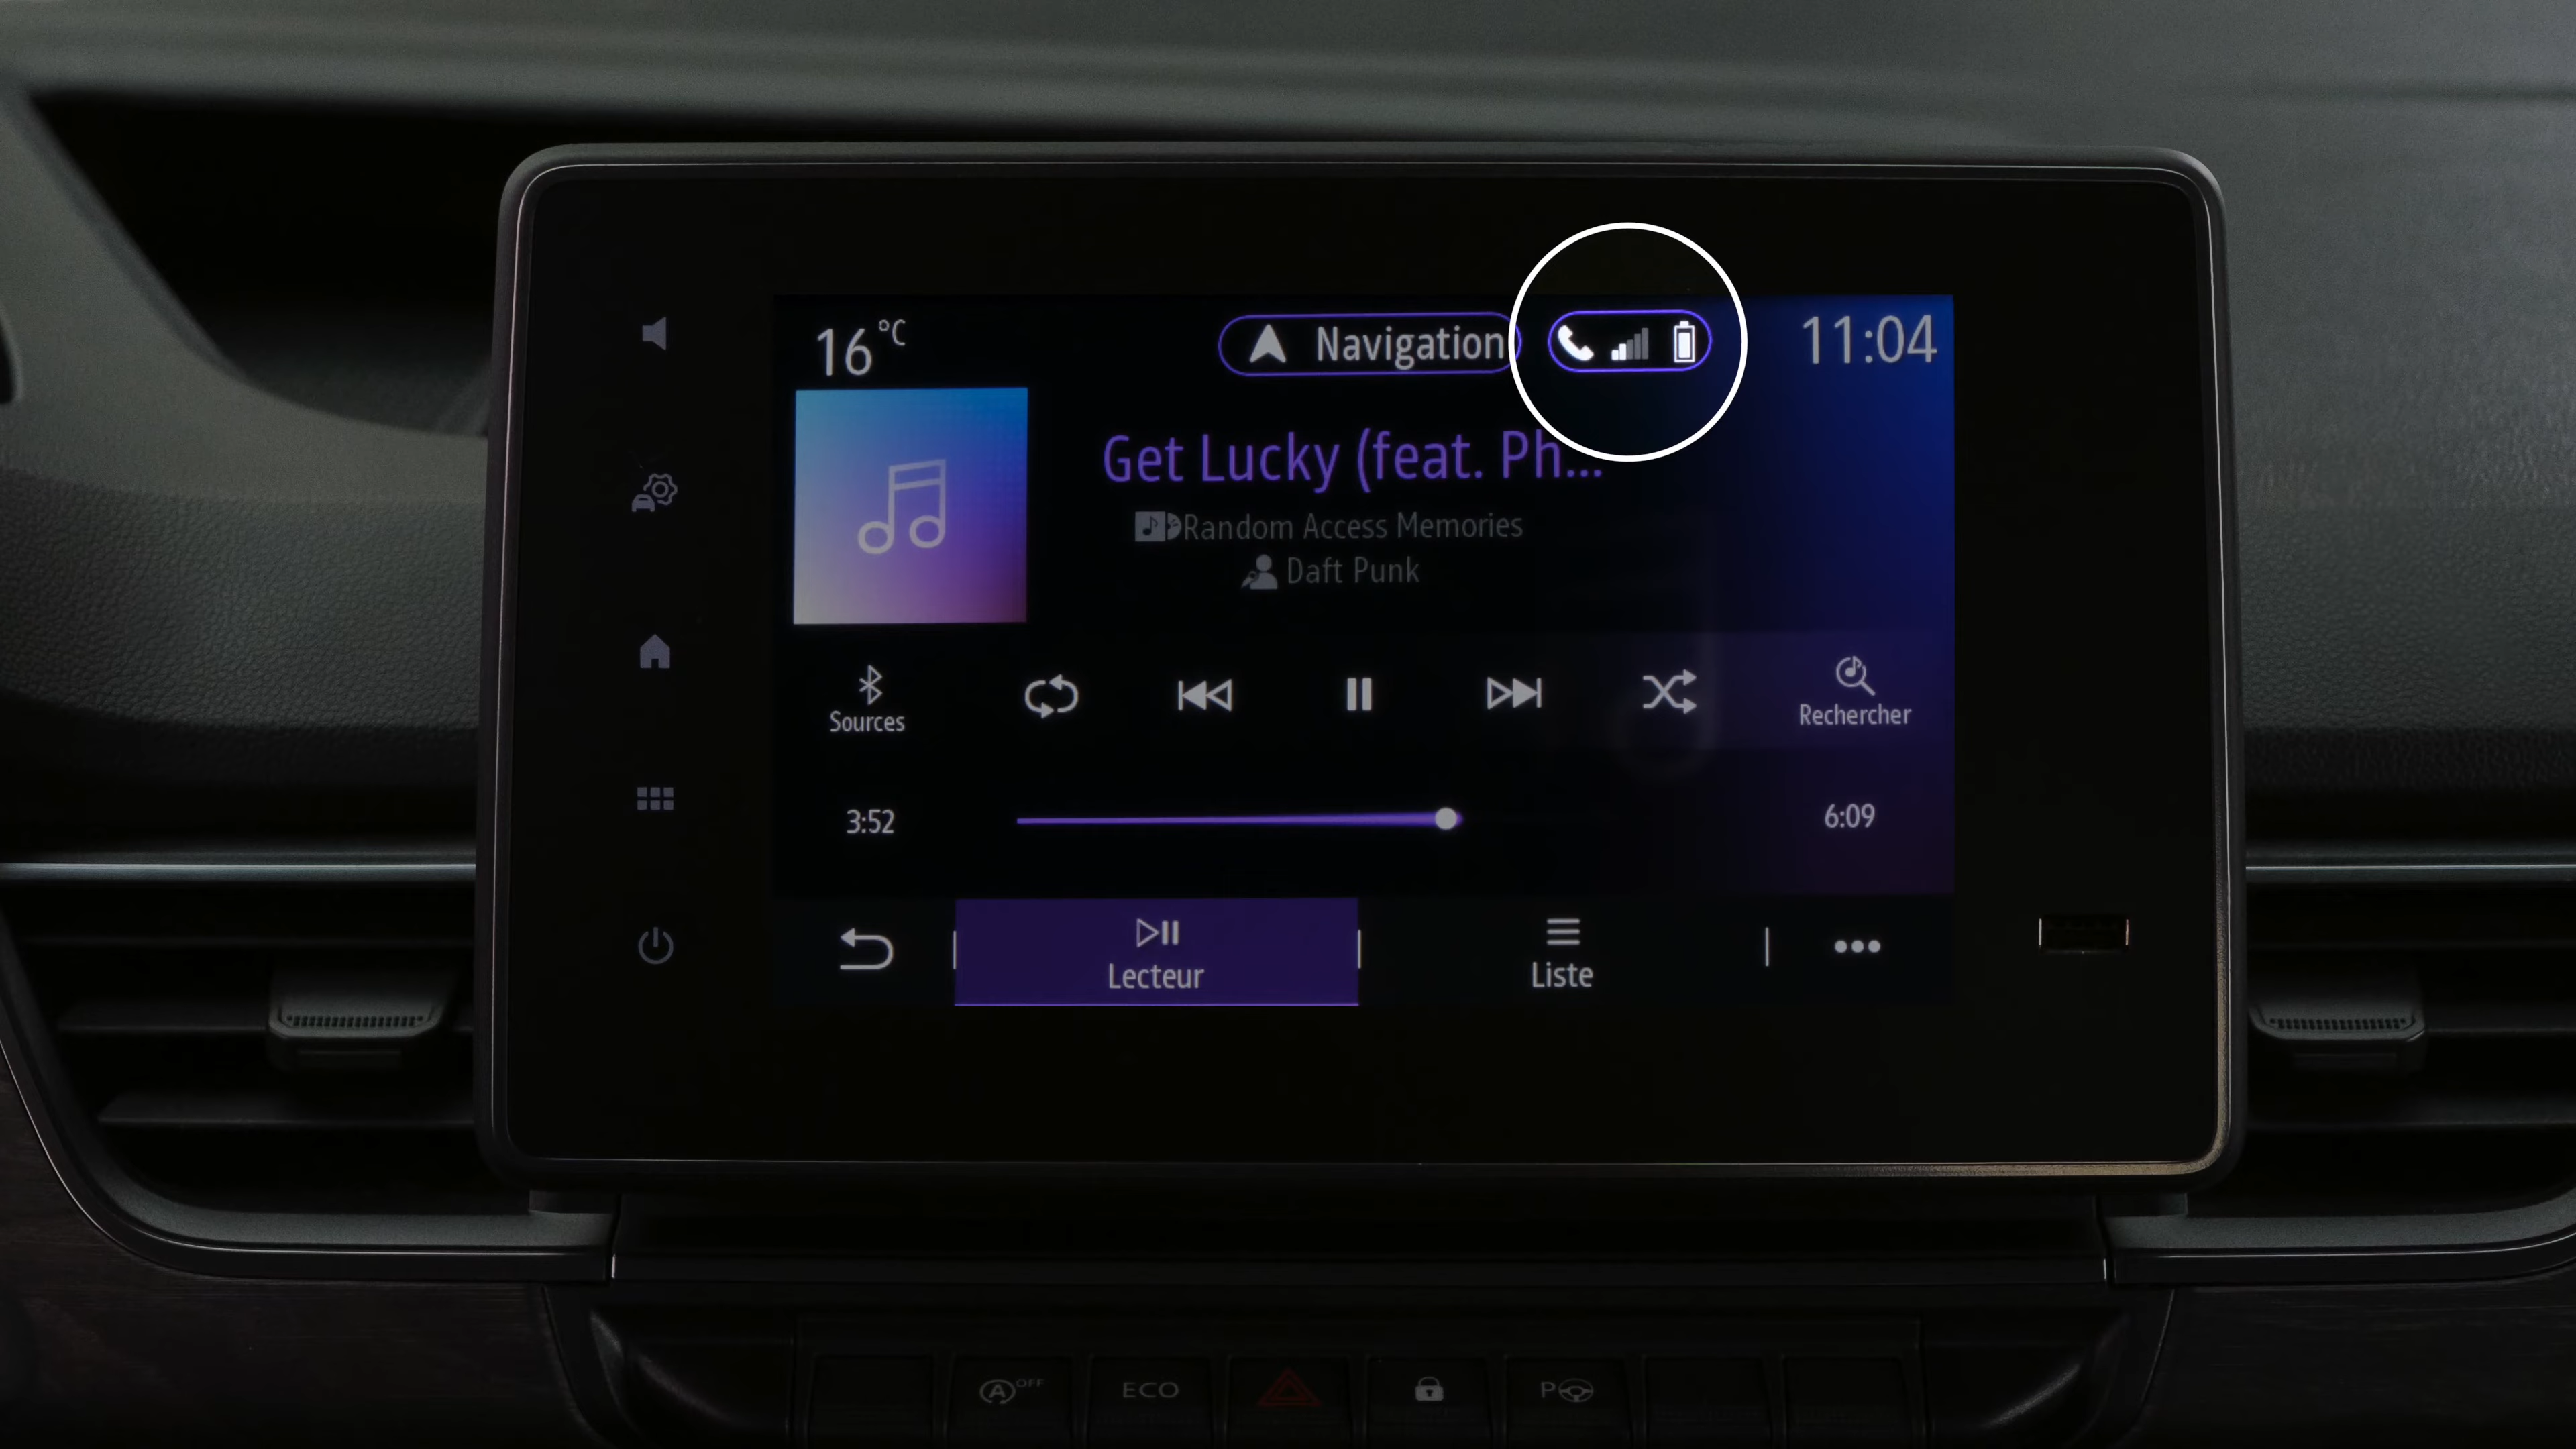 16 °C
Navigation
11:04
Get Lucky (feat. Ph...
Random Access Memories
Daft Punk
Sources
Rechercher
3:52
6:09
Lecteur
Liste
A OFF
ECO
P